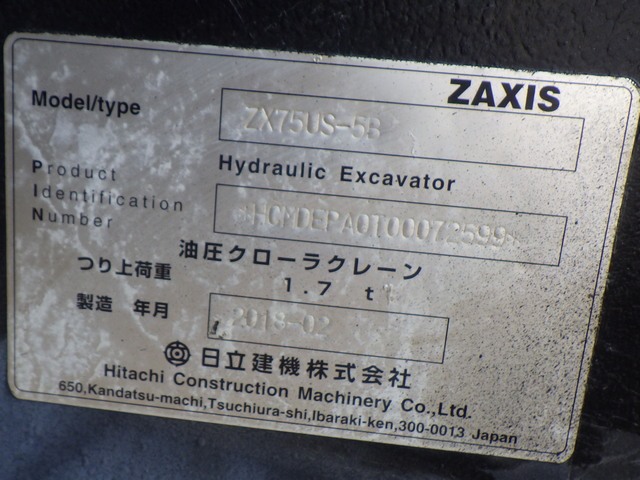 ZAXIS
Model/type ZX75US-5B
Hydraulic Excavator
Product
Identification
Number
*HCMDEPA0T00072599*
油圧クローラクレーン
つり上荷重 1.7 t
製造 年月 2018-02
日立建機株式会社
Hitachi Construction Machinery Co.,Ltd.
650,Kandatsu-machi,Tsuchiura-shi,Ibaraki-ken,300-0013 Japan